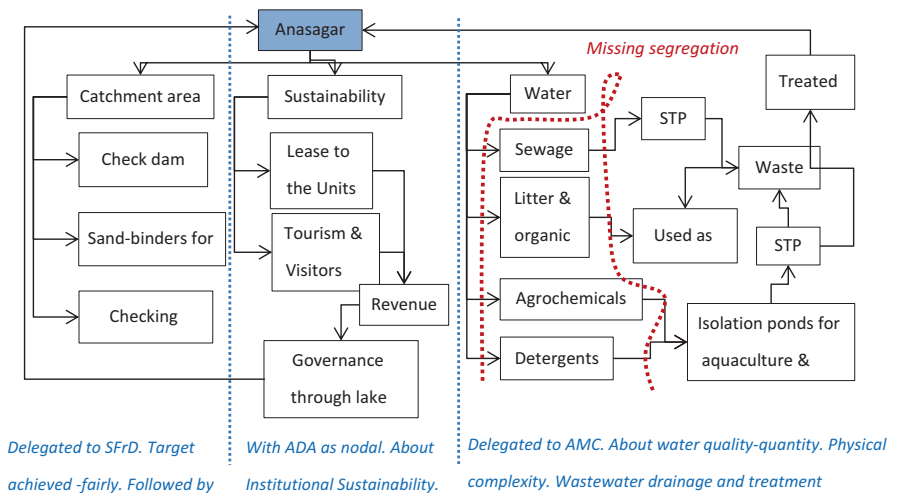 Anasagar
Missing segregation
Catchment area
Check dam
Sand-binders for
Checking
Sustainability
Lease to
the Units
Tourism &
Visitors
Revenue
Governance
through lake
Water
Sewage
Litter &
organic
Agrochemicals
Detergents
STP
Used as
Waste
STP
Treated
Isolation ponds for
aquaculture &
Delegated to SFrD. Target
achieved -fairly. Followed by
With ADA as nodal. About
Institutional Sustainability.
Delegated to AMC. About water quality-quantity. Physical
complexity. Wastewater drainage and treatment